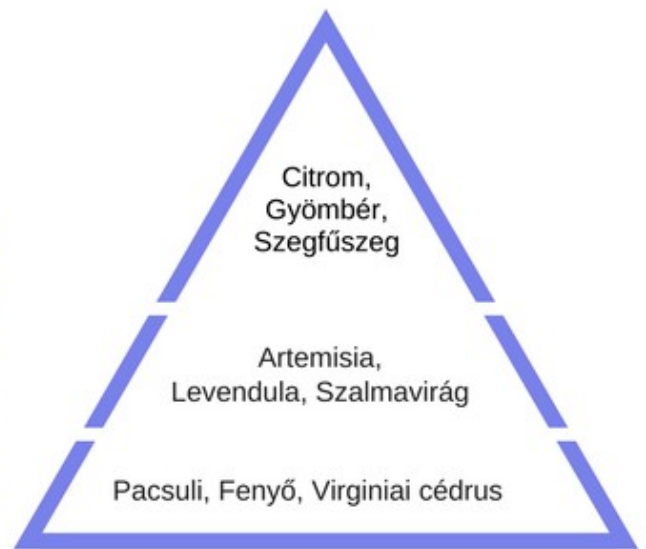 Citrom,
Gyömbér,
Szegfűszeg
Artemisia,
Levendula, Szalmavirág
Pacsuli, Fenyő, Virginiai cédrus